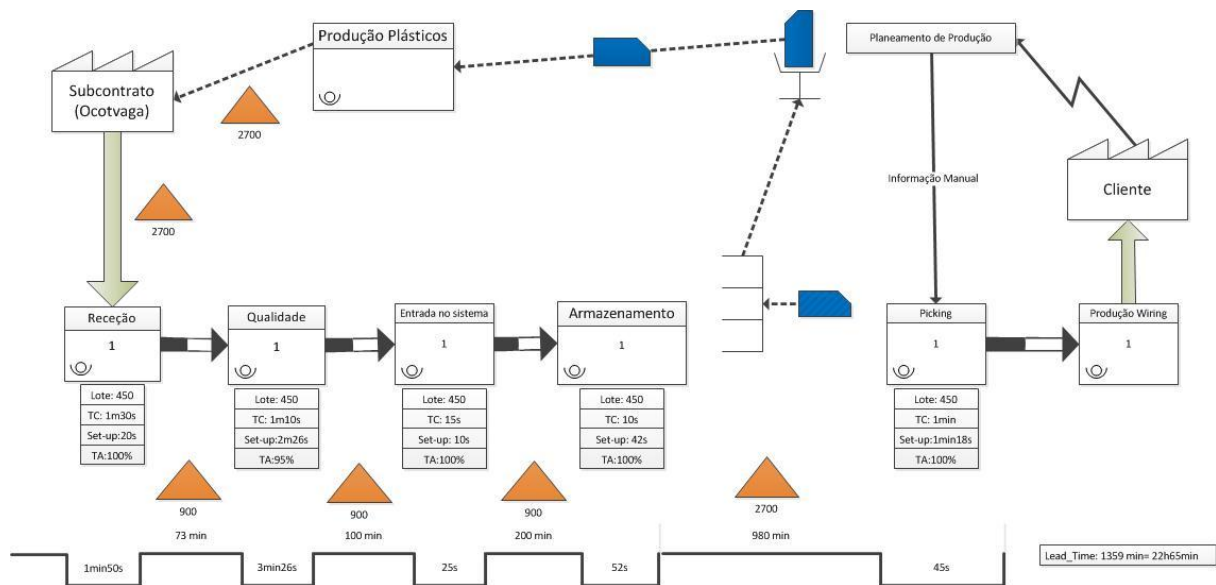 Produção Plásticos
Planeamento de Produção
Subcontrato
(Ocotvaga)
2700
Informação Manual
Cliente
2700
Receção
1
Qualidade
1
Entrada no sistema
1
Armazenamento
1
Picking
1
Produção Wiring
1
Lote: 450
TC: 1m30s
Set-up:20s
TA:100%
Lote: 450
TC: 1m10s
Set-up:2m26s
TA:95%
Lote: 450
TC: 15s
Set-up: 10s
TA:100%
Lote: 450
TC: 10s
Set-up: 42s
TA:100%
Lote: 450
TC: 1min
Set-up:1min18s
TA:100%
900
900
900
2700
73 min
100 min
200 min
980 min
1min50s
3min26s
25s
52s
45s
Lead_Time: 1359 min= 22h65min